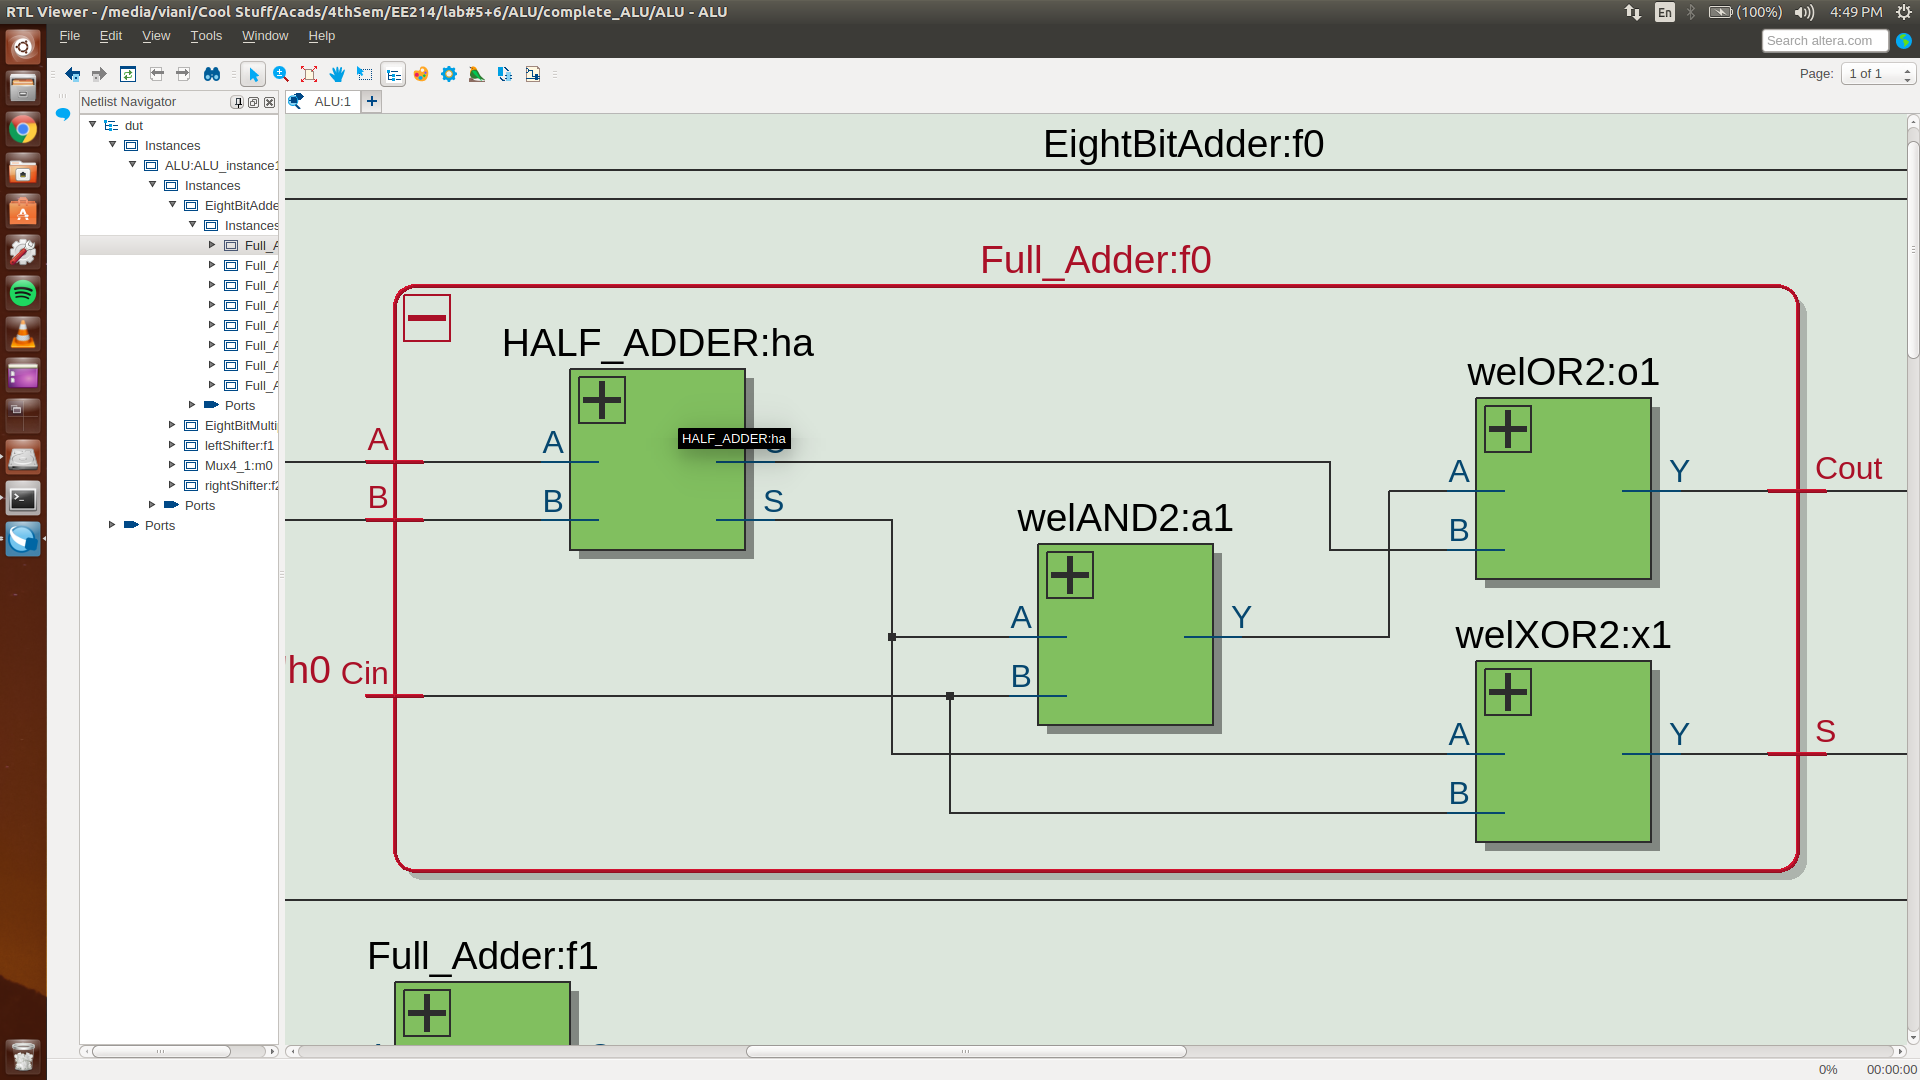 RTL Viewer - /media/viani/Cool Stuff/Acads/4thSem/EE214/lab#5+6/ALU/complete_ALU/ALU - ALU
En (100%) 4:49 PM
File Edit View Tools Window Help
Search altera.com
Page: 1 of 1
Netlist Navigator
ALU:1
dut
Instances
ALU:ALU_instance1
Instances
EightBitAdde
Instances
Full_A
Full_A
Full_A
Full_A
Full_A
Full_A
Full_A
Full_A
Ports
EightBitMulti
leftShifter:f1
Mux4_1:m0
rightShifter:f2
Ports
Ports
EightBitAdder:f0
Full_Adder:f0
HALF_ADDER:ha
welOR2:o1
A
A
HALF_ADDER:ha
A
Y
Cout
B
B
S
B
welAND2:a1
A
Y
welXOR2:x1
'h0 Cin
B
A
Y
S
B
Full_Adder:f1
0% 00:00:00